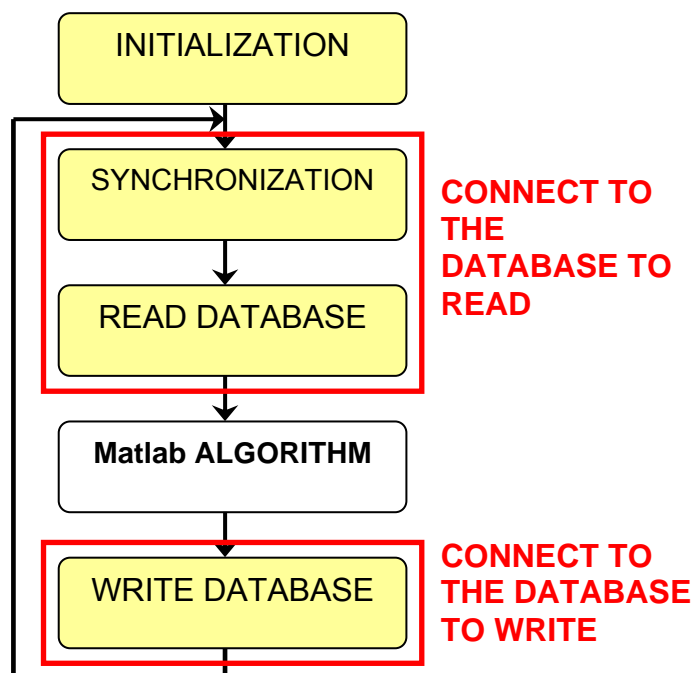 INITIALIZATION
SYNCHRONIZATION
CONNECT TO
THE
DATABASE TO
READ
READ DATABASE
Matlab ALGORITHM
WRITE DATABASE
CONNECT TO
THE DATABASE
TO WRITE